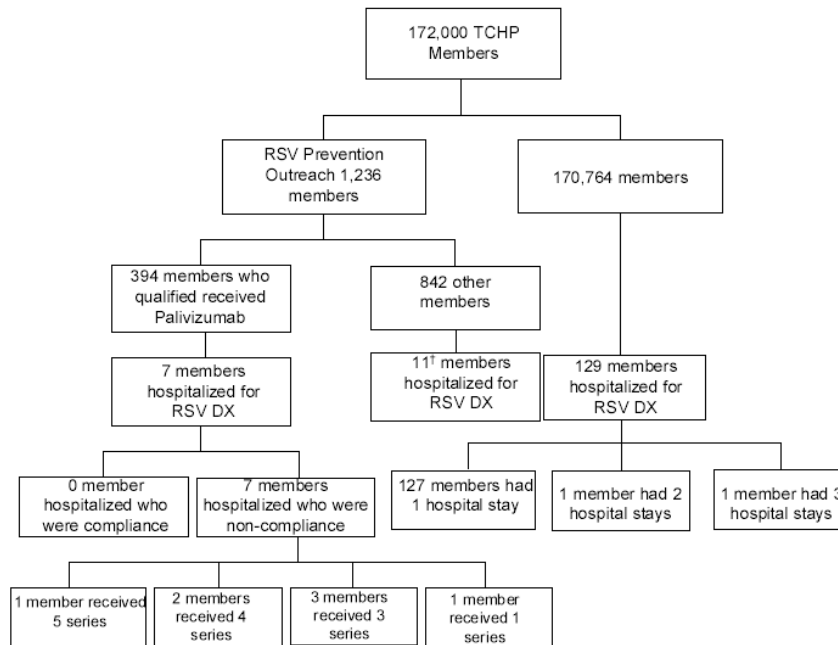 172,000 TCHP
Members
RSV Prevention
Outreach 1,236
members
170,764 members
394 members who
qualified received
Palivizumab
842 other
members
7 members
hospitalized for
RSV DX
11† members
hospitalized for
RSV DX
129 members
hospitalized for
RSV DX
0 member
hospitalized who
were compliance
7 members
hospitalized who were
non-compliance
127 members had
1 hospital stay
1 member had 2
hospital stays
1 member had 3
hospital stays
1 member received
5 series
2 members
received 4
series
3 members
received 3
series
1 member
received 1
series